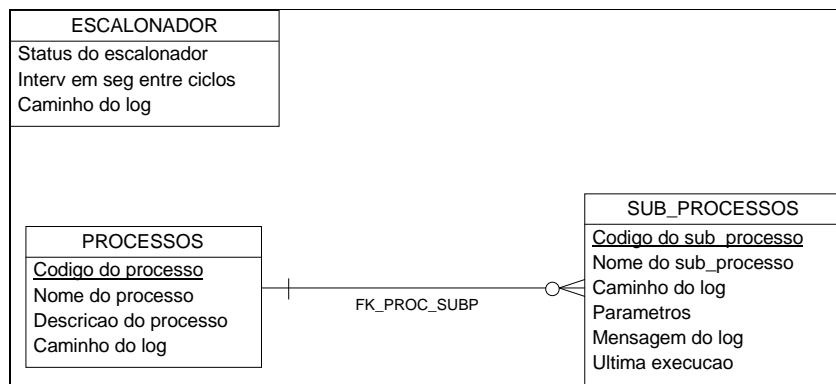 ESCALONADOR
Status do escalonador
Interv em seg entre ciclos
Caminho do log
PROCESSOS
Codigo do processo
Nome do processo
Descricao do processo
Caminho do log
FK_PROC_SUBP
SUB_PROCESSOS
Codigo do sub_processo
Nome do sub_processo
Caminho do log
Parametros
Mensagem do log
Ultima execucao